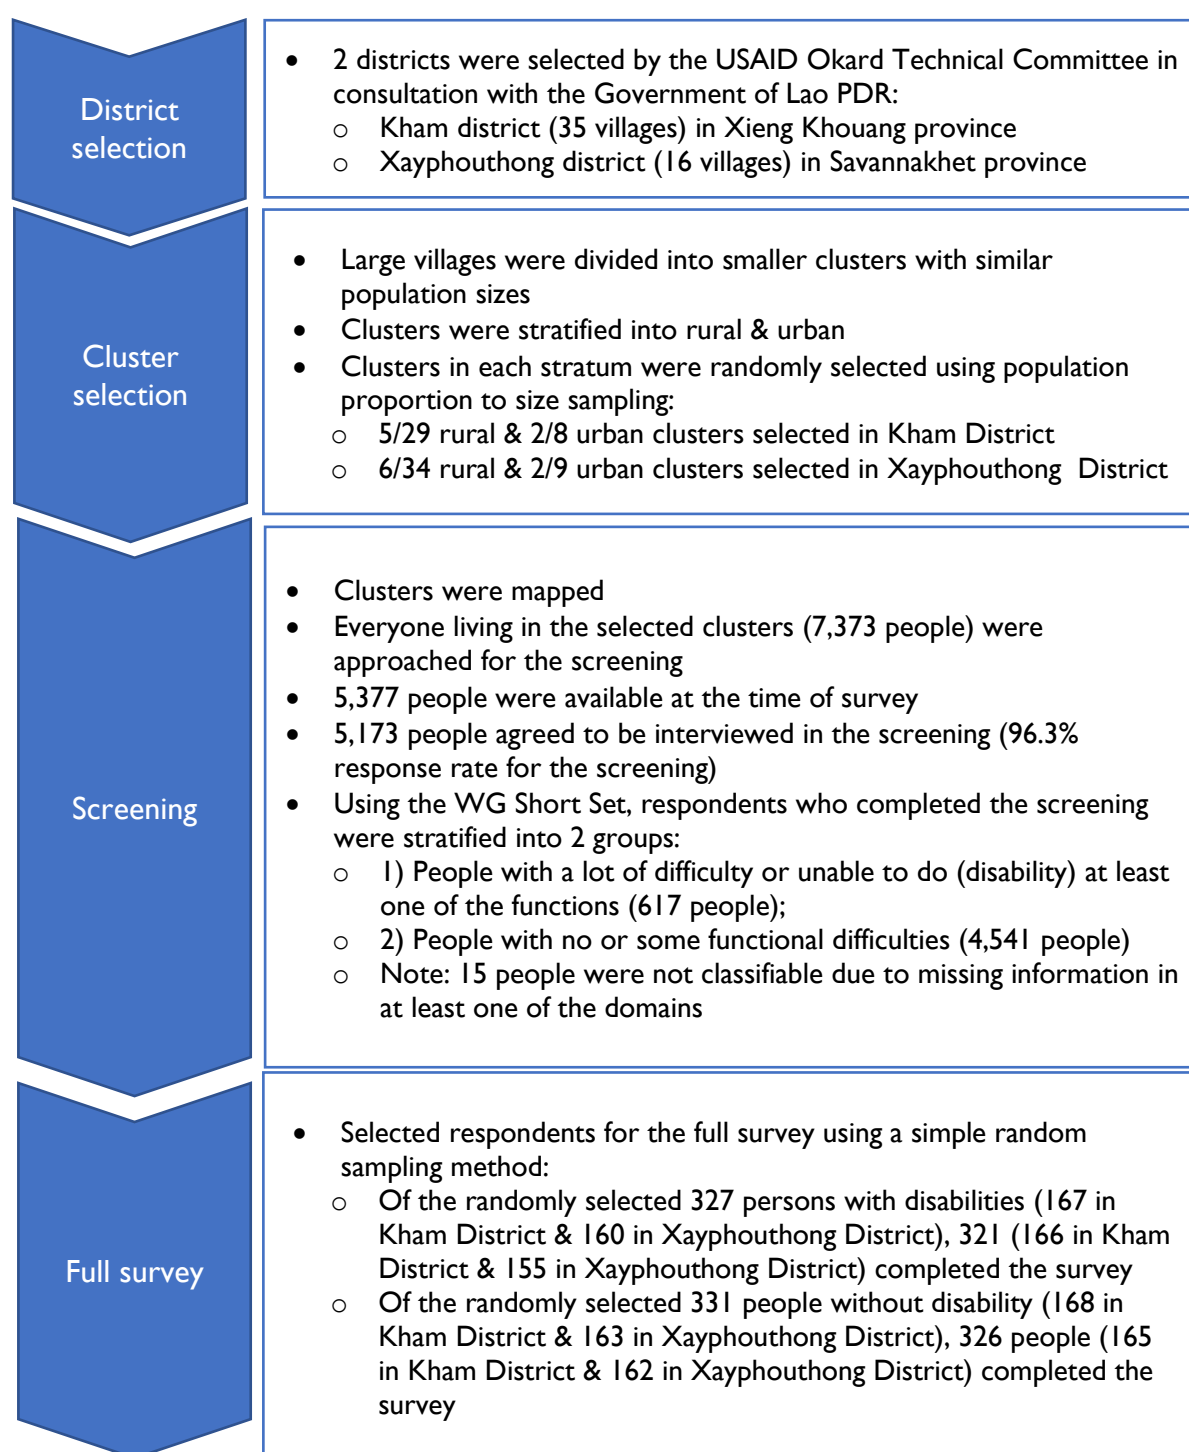 District
selection
• 2 districts were selected by the USAID Okard Technical Committee in
consultation with the Government of Lao PDR:
o Kham district (35 villages) in Xieng Khouang province
o Xayphouthong district (16 villages) in Savannakhet province
Cluster
selection
• Large villages were divided into smaller clusters with similar
population sizes
• Clusters were stratified into rural & urban
• Clusters in each stratum were randomly selected using population
proportion to size sampling:
o 5/29 rural & 2/8 urban clusters selected in Kham District
o 6/34 rural & 2/9 urban clusters selected in Xayphouthong District
Screening
• Clusters were mapped
• Everyone living in the selected clusters (7,373 people) were
approached for the screening
• 5,377 people were available at the time of survey
• 5,173 people agreed to be interviewed in the screening (96.3%
response rate for the screening)
• Using the WG Short Set, respondents who completed the screening
were stratified into 2 groups:
o 1) People with a lot of difficulty or unable to do (disability) at least
one of the functions (617 people);
o 2) People with no or some functional difficulties (4,541 people)
o Note: 15 people were not classifiable due to missing information in
at least one of the domains
Full survey
• Selected respondents for the full survey using a simple random
sampling method:
o Of the randomly selected 327 persons with disabilities (167 in
Kham District & 160 in Xayphouthong District), 321 (166 in Kham
District & 155 in Xayphouthong District) completed the survey
o Of the randomly selected 331 people without disability (168 in
Kham District & 163 in Xayphouthong District), 326 people (165
in Kham District & 162 in Xayphouthong District) completed the
survey